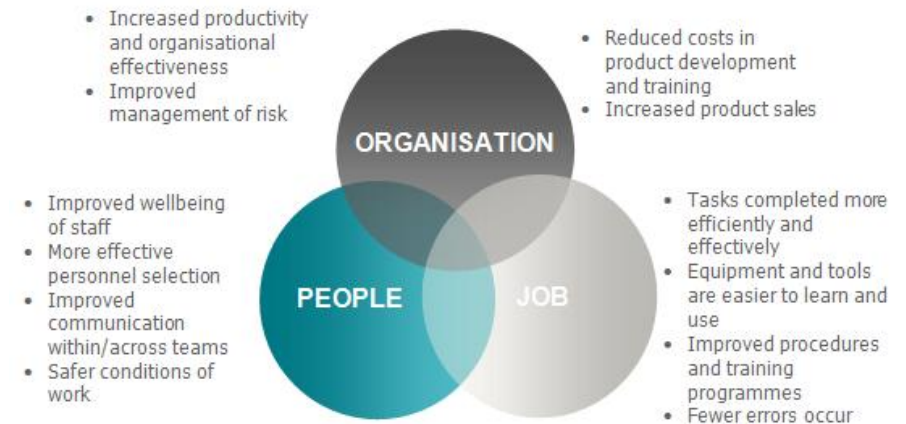 • Increased productivity
and organisational
effectiveness
• Improved
management of risk
• Reduced costs in
product development
and training
• Increased product sales
ORGANISATION
• Improved wellbeing
of staff
• More effective
personnel selection
• Improved
communication
within/across teams
• Safer conditions of
work
PEOPLE
JOB
• Tasks completed more
efficiently and
effectively
• Equipment and tools
are easier to learn and
use
• Improved procedures
and training
programmes
• Fewer errors occur